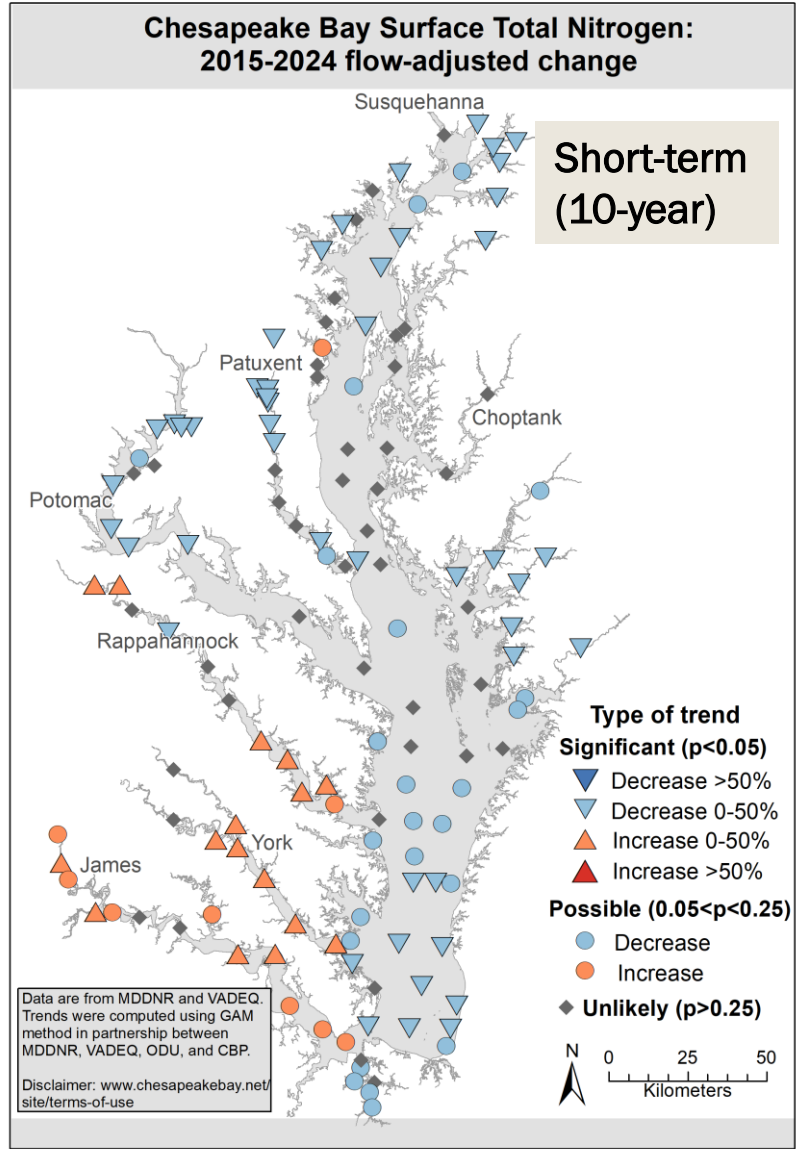 Chesapeake Bay Surface Total Nitrogen:
2015-2024 flow-adjusted change
Susquehanna
Short-term
(10-year)
Patuxent
Choptank
Potomac
Rappahannock
York
James
Type of trend
Significant (p<0.05)
Decrease >50%
Decrease 0-50%
Increase 0-50%
Increase >50%
Possible (0.05<p<0.25)
Decrease
Increase
Unlikely (p>0.25)
N
0 25 50
Kilometers
Data are from MDDNR and VADEQ.
Trends were computed using GAM
method in partnership between
MDDNR, VADEQ, ODU, and CBP.
Disclaimer: www.chesapeakebay.net/
site/terms-of-use